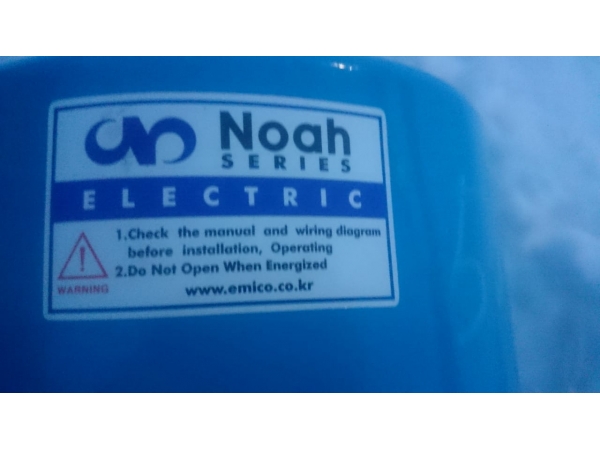 Noah
SERIES
ELECTRIC
1.Check the manual and wiring diagram
before installation, Operating
2.Do Not Open When Energized
WARNING
www.emico.co.kr